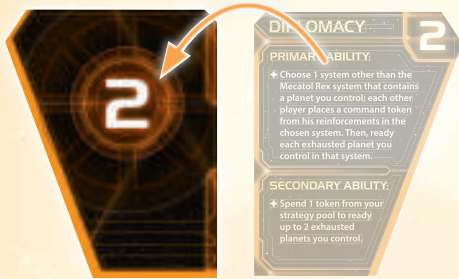 2
DIPLOMACY
2
PRIMARY ABILITY:
Choose 1 system other than the
Mecatol Rex system that contains
a planet you control; each other
player places a command token
from his reinforcements in the
chosen system. Then, ready
each exhausted planet you
control in that system.
SECONDARY ABILITY:
Spend 1 token from your
strategy pool to ready
up to 2 exhausted
planets you control.